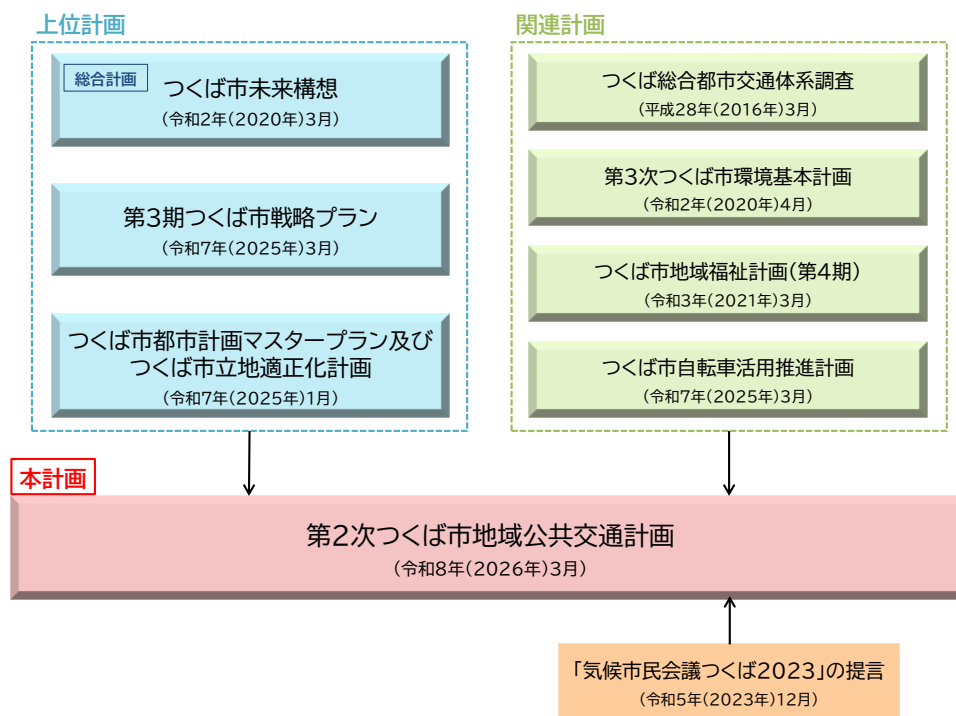 上位計画
総合計画
つくば市未来構想
(令和2年(2020年)3月)
第3期つくば市戦略プラン
(令和7年(2025年)3月)
つくば市都市計画マスタープラン及び
つくば市立地適正化計画
(令和7年(2025年)1月)
関連計画
つくば総合都市交通体系調査
(平成28年(2016年)3月)
第3次つくば市環境基本計画
(令和2年(2020年)4月)
つくば市地域福祉計画(第4期)
(令和3年(2021年)3月)
つくば市自転車活用推進計画
(令和7年(2025年)3月)
本計画
第2次つくば市地域公共交通計画
(令和8年(2026年)3月)
「気候市民会議つくば2023」の提言
(令和5年(2023年)12月)